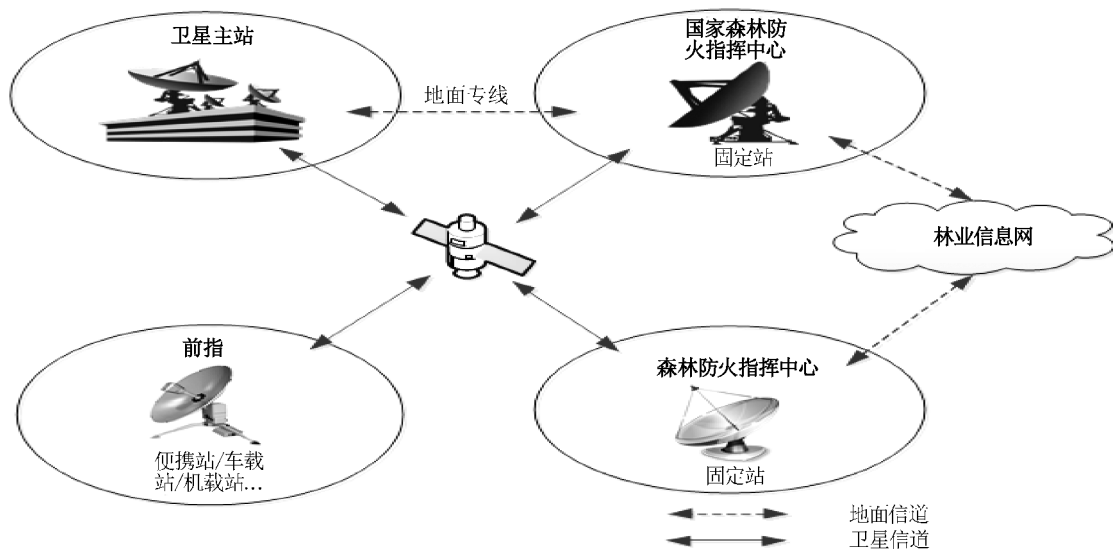 卫星主站
国家森林防
火指挥中心
地面专线
固定站
林业信息网
前指
便携站/车载
站/机载站...
森林防火指挥中心
固定站
地面信道
卫星信道